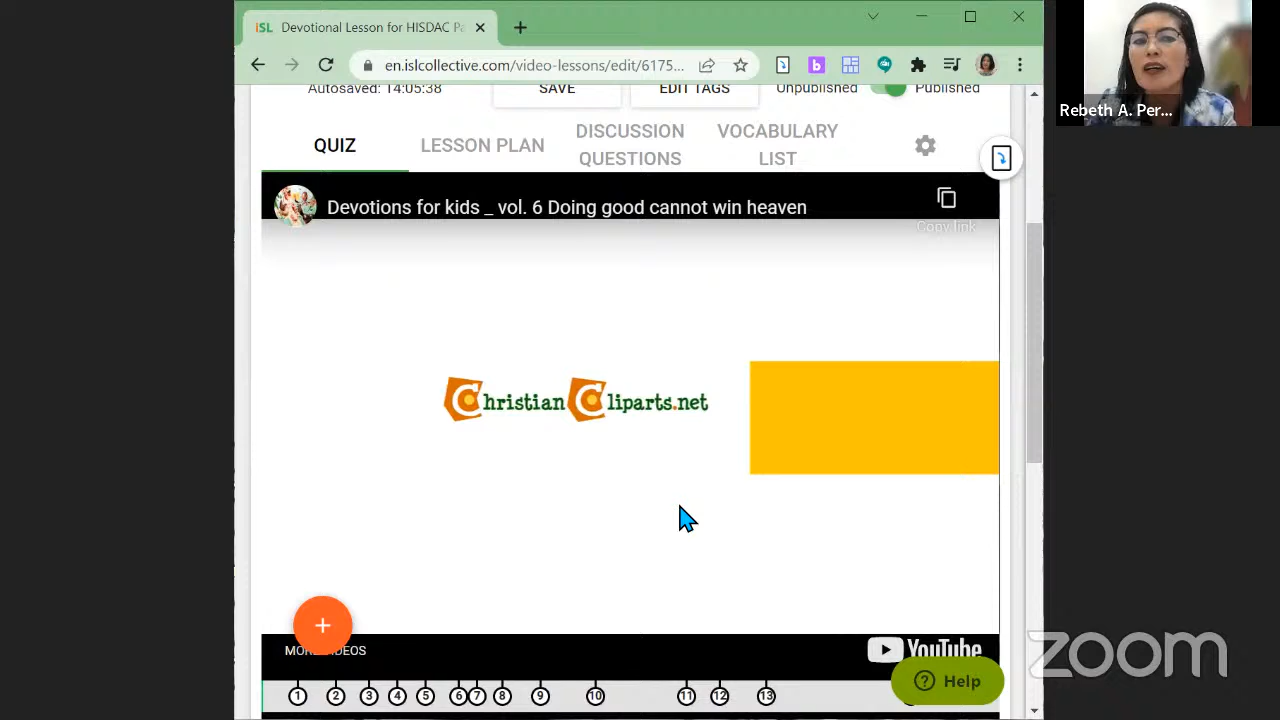 iSL Devotional Lesson for HISDAC Pa
en.islcollective.com/video-lessons/edit/6175...
Rebeth A. Per...
Autosaved: 14:05:38
SAVE
EDIT TAGS
Unpublished
Published
QUIZ
LESSON PLAN
DISCUSSION
QUESTIONS
VOCABULARY
LIST
Devotions for kids _ vol. 6 Doing good cannot win heaven
Copy link
Christian Cliparts.net
MORE VIDEOS
YouTube
Help
zoom
1 2 3 4 5 6 7 8 9 10 11 12 13